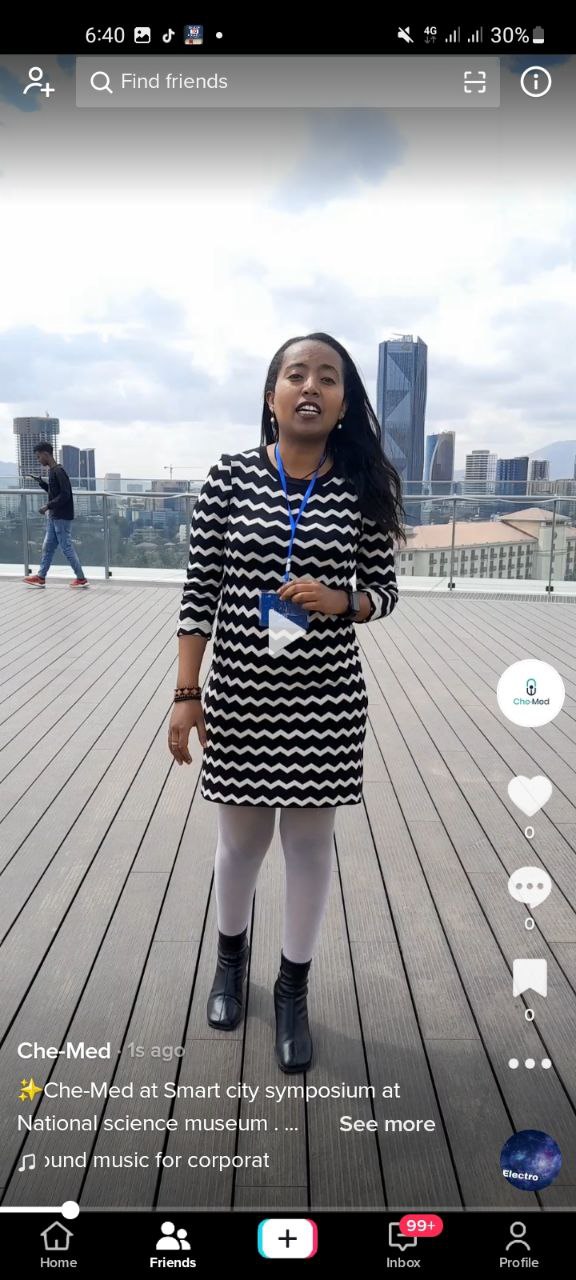 6:40
4G
30%
Find friends
Che-Med
0
0
0
Che-Med · 1s ago
✨Che-Med at Smart city symposium at
National science museum . ... See more
ound music for corporat
Electro
99+
Home
Friends
Inbox
Profile